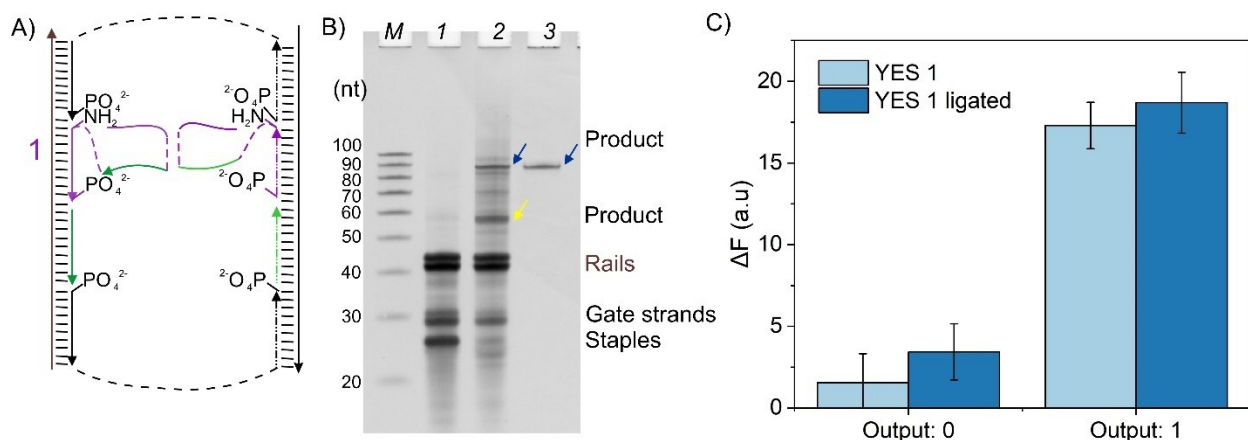 A)
PO₄²⁻
NH₂
²⁻O₄P
H₂N
1
PO₄²⁻
²⁻O₄P
PO₄²⁻
²⁻O₄P
B)
M 1 2 3
(nt)
100
90
80
70
60
50
40
30
20
Product
Product
Rails
Gate strands
Staples
C)
YES 1
YES 1 ligated
ΔF (a.u)
20
15
10
5
0
Output: 0
Output: 1